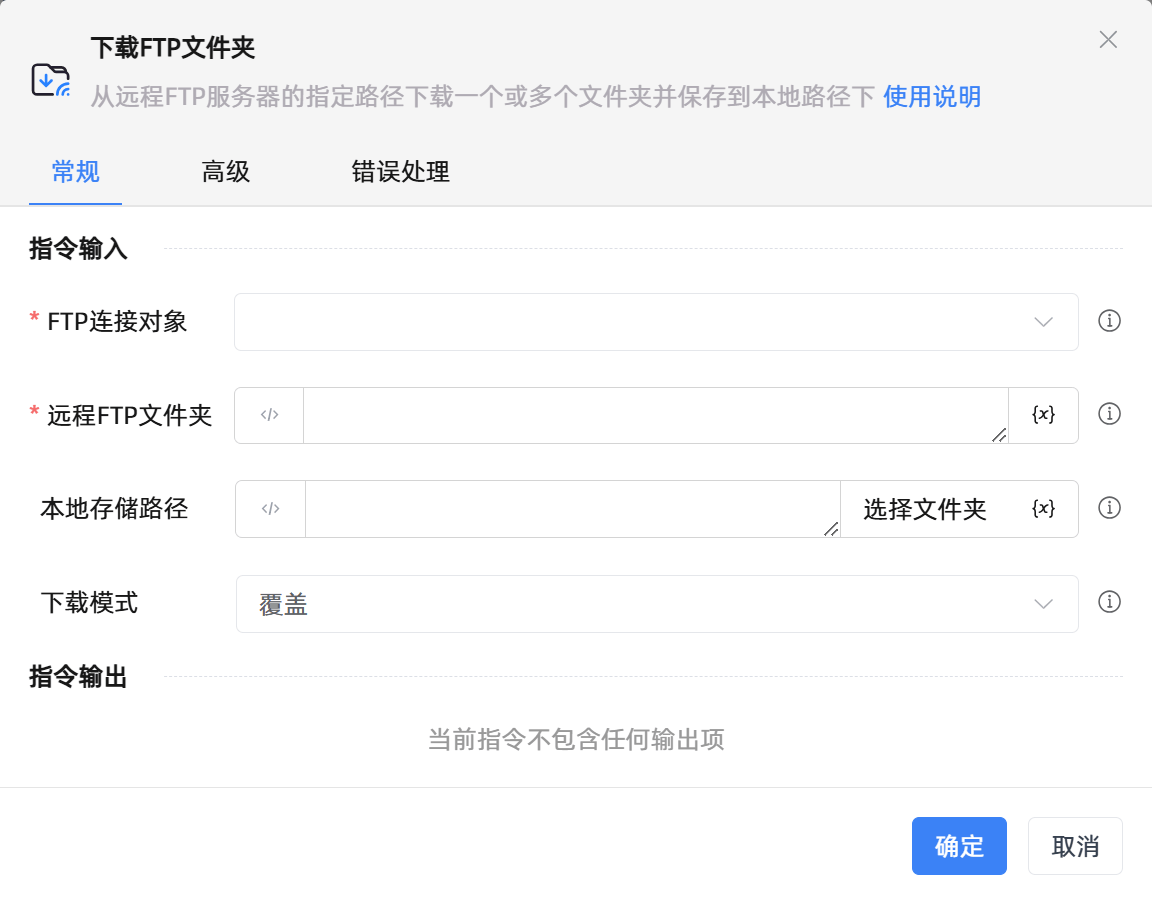 下载FTP文件夹
从远程FTP服务器的指定路径下载一个或多个文件夹并保存到本地路径下 使用说明
常规 高级 错误处理
指令输入
* FTP连接对象
* 远程FTP文件夹 </> {x}
本地存储路径 </> 选择文件夹 {x}
下载模式 覆盖
指令输出
当前指令不包含任何输出项
确定 取消